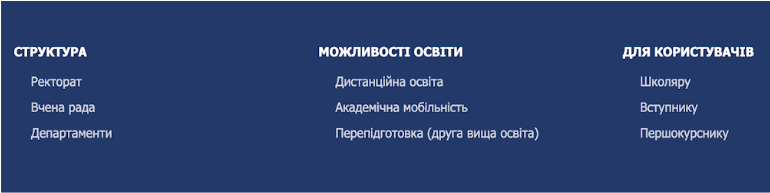 СТРУКТУРА
Ректорат
Вчена рада
Департаменти
МОЖЛИВОСТІ ОСВІТИ
Дистанційна освіта
Академічна мобільність
Перепідготовка (друга вища освіта)
ДЛЯ КОРИСТУВАЧІВ
Школяру
Вступнику
Першокурснику